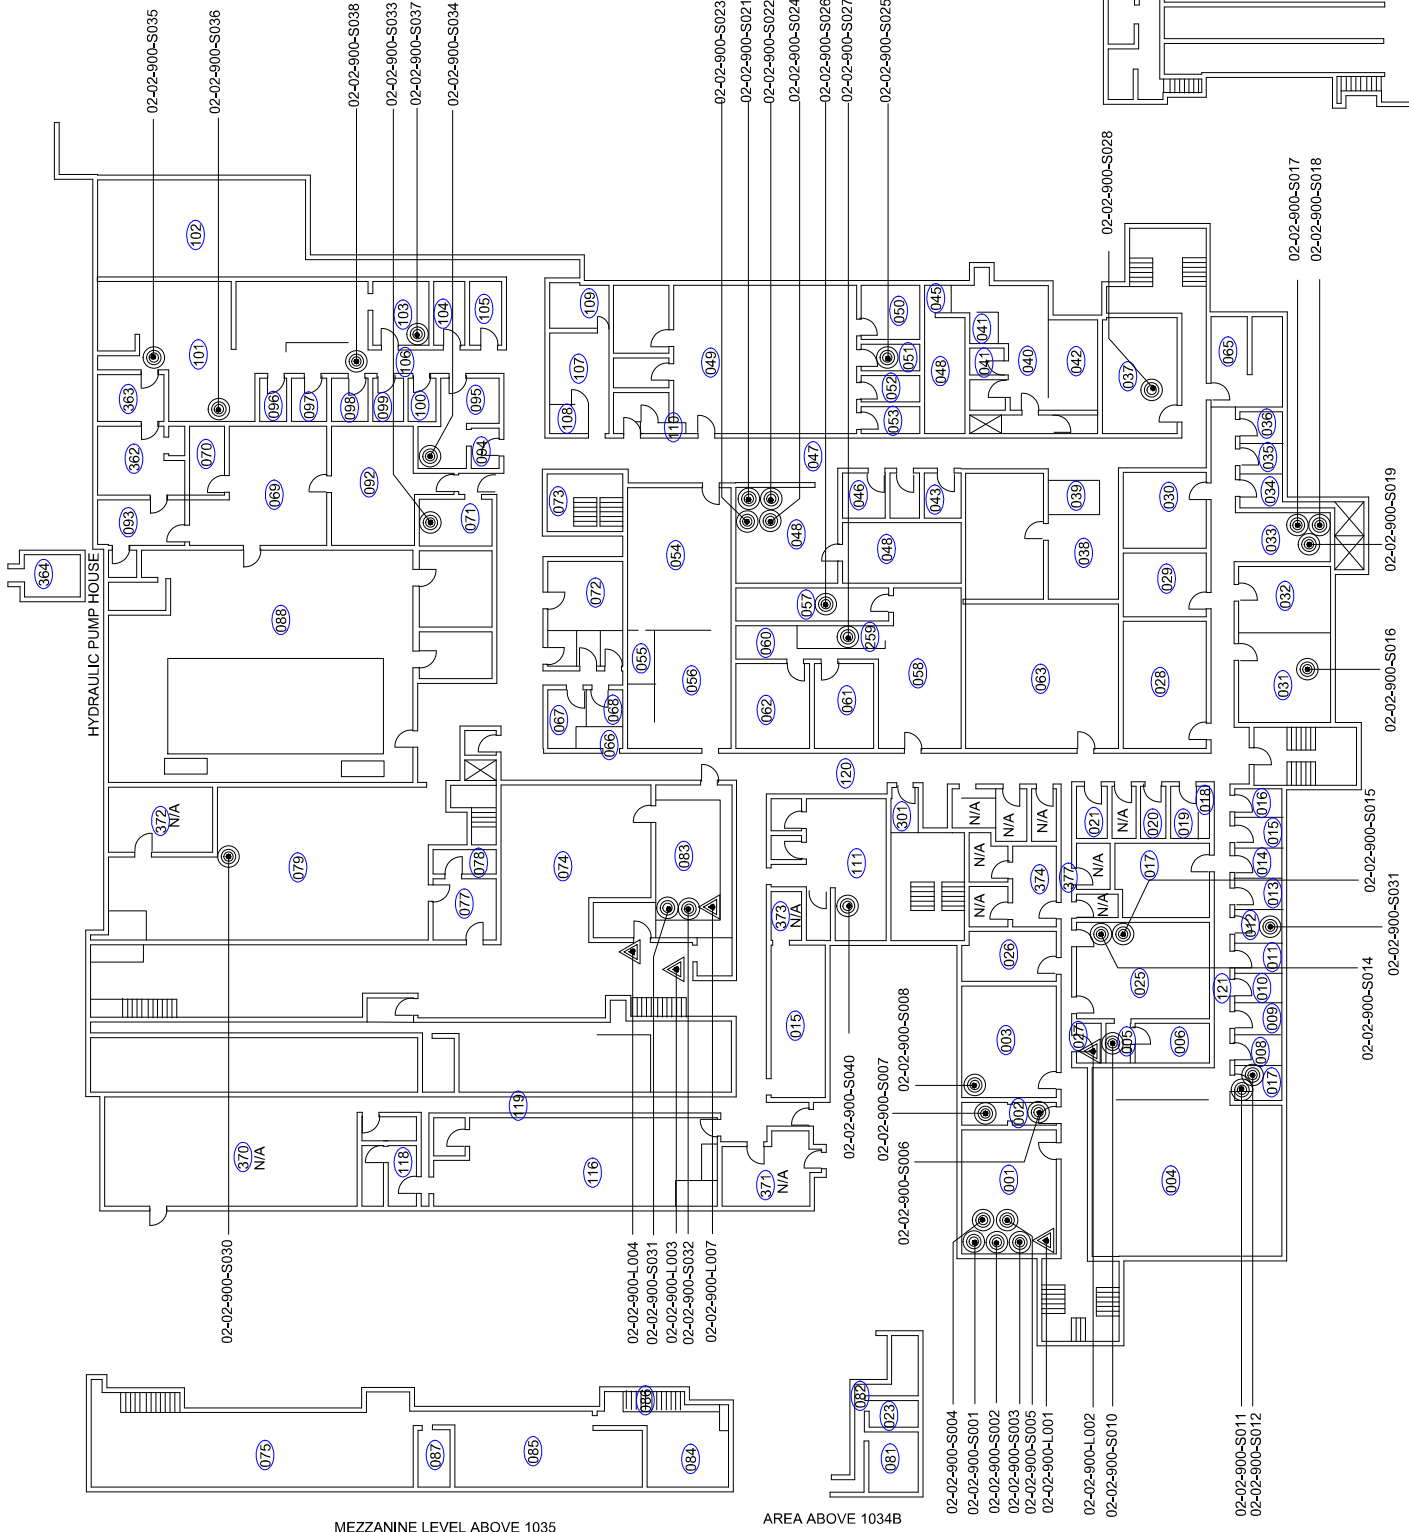 02-02-900-S035
02-02-900-S036
02-02-900-S038
02-02-900-S033
02-02-900-S037
02-02-900-S034
02-02-900-S023
02-02-900-S021
02-02-900-S022
02-02-900-S024
02-02-900-S026
02-02-900-S027
02-02-900-S025
02-02-900-S028
02-02-900-S017
02-02-900-S018
02-02-900-S019
02-02-900-S016
02-02-900-S015
02-02-900-S031
02-02-900-S014
HYDRAULIC PUMP HOUSE
364
102
101
363
362
093
070
069
092
096
097
098
099
100
103
104
105
106
095
094
071
088
109
107
108
119
049
050
051
052
053
045
048
041
041
040
042
037
065
036
035
034
033
032
031
047
073
072
054
055
056
067
068
066
046
043
048
048
057
060
259
062
061
058
063
038
039
030
029
028
120
372
N/A
079
078
077
074
083
373
N/A
111
301
N/A
N/A
N/A
N/A
N/A
374
377
N/A
N/A
N/A
021
020
019
018
017
016
015
014
013
012
011
010
009
008
017
121
026
025
027
005
006
003
002
001
004
015
119
118
116
370
N/A
371
N/A
02-02-900-S030
02-02-900-L004
02-02-900-S031
02-02-900-L003
02-02-900-S032
02-02-900-L007
02-02-900-S040
02-02-900-S008
02-02-900-S007
02-02-900-S006
02-02-900-S004
02-02-900-S001
02-02-900-S002
02-02-900-S003
02-02-900-S005
02-02-900-L001
02-02-900-L002
02-02-900-S010
02-02-900-S011
02-02-900-S012
075
087
085
086
084
082
023
081
MEZZANINE LEVEL ABOVE 1035
AREA ABOVE 1034B